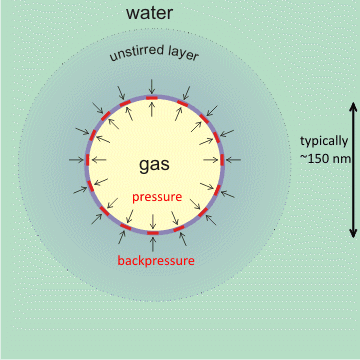 water
unstirred layer
typically
~150 nm
gas
pressure
backpressure